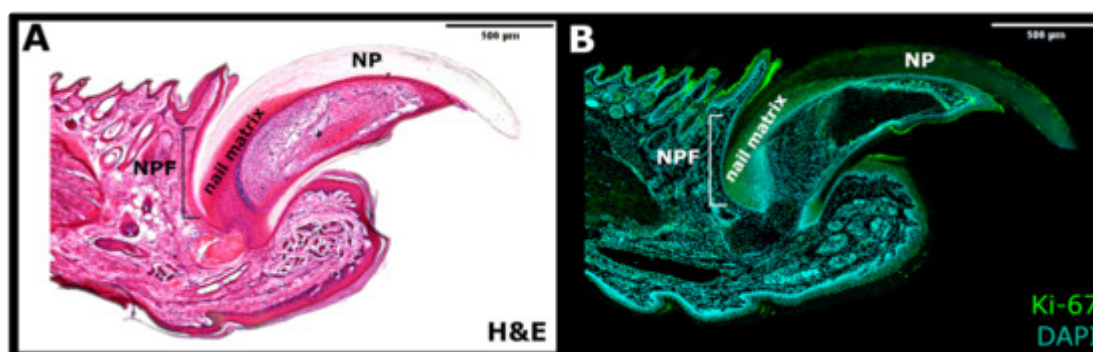 A
500 µm
NP
nail matrix
NPF
H&E
B
500 µm
NP
nail matrix
NPF
Ki-67
DAPI